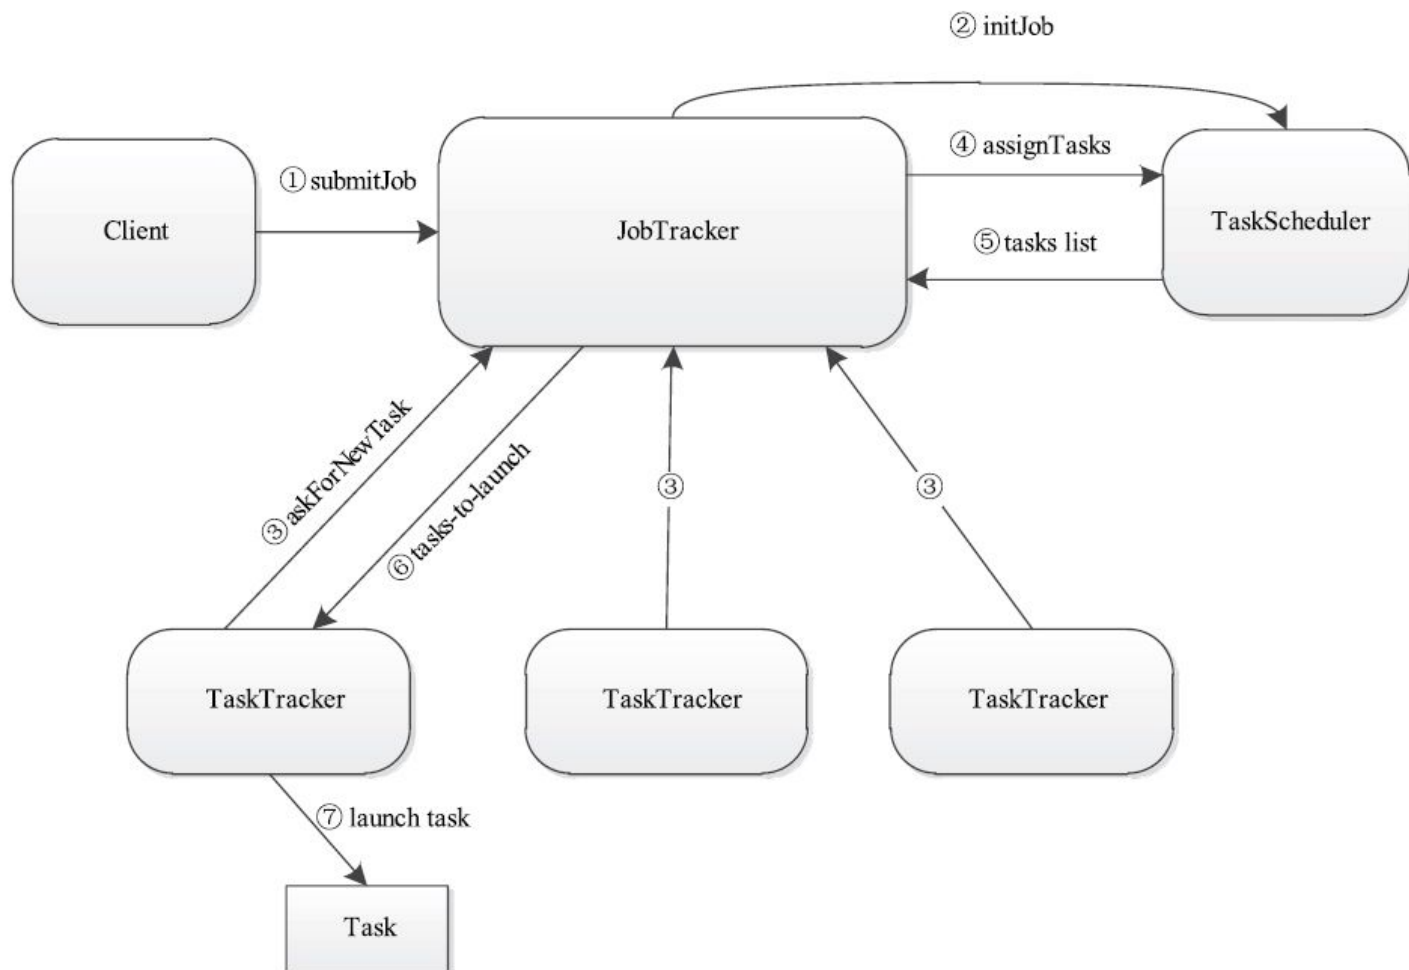 ② initJob
④ assignTasks
① submitJob
Client
JobTracker
TaskScheduler
⑤ tasks list
③ askForNewTask
⑥ tasks-to-launch
③
③
TaskTracker
TaskTracker
TaskTracker
⑦ launch task
Task